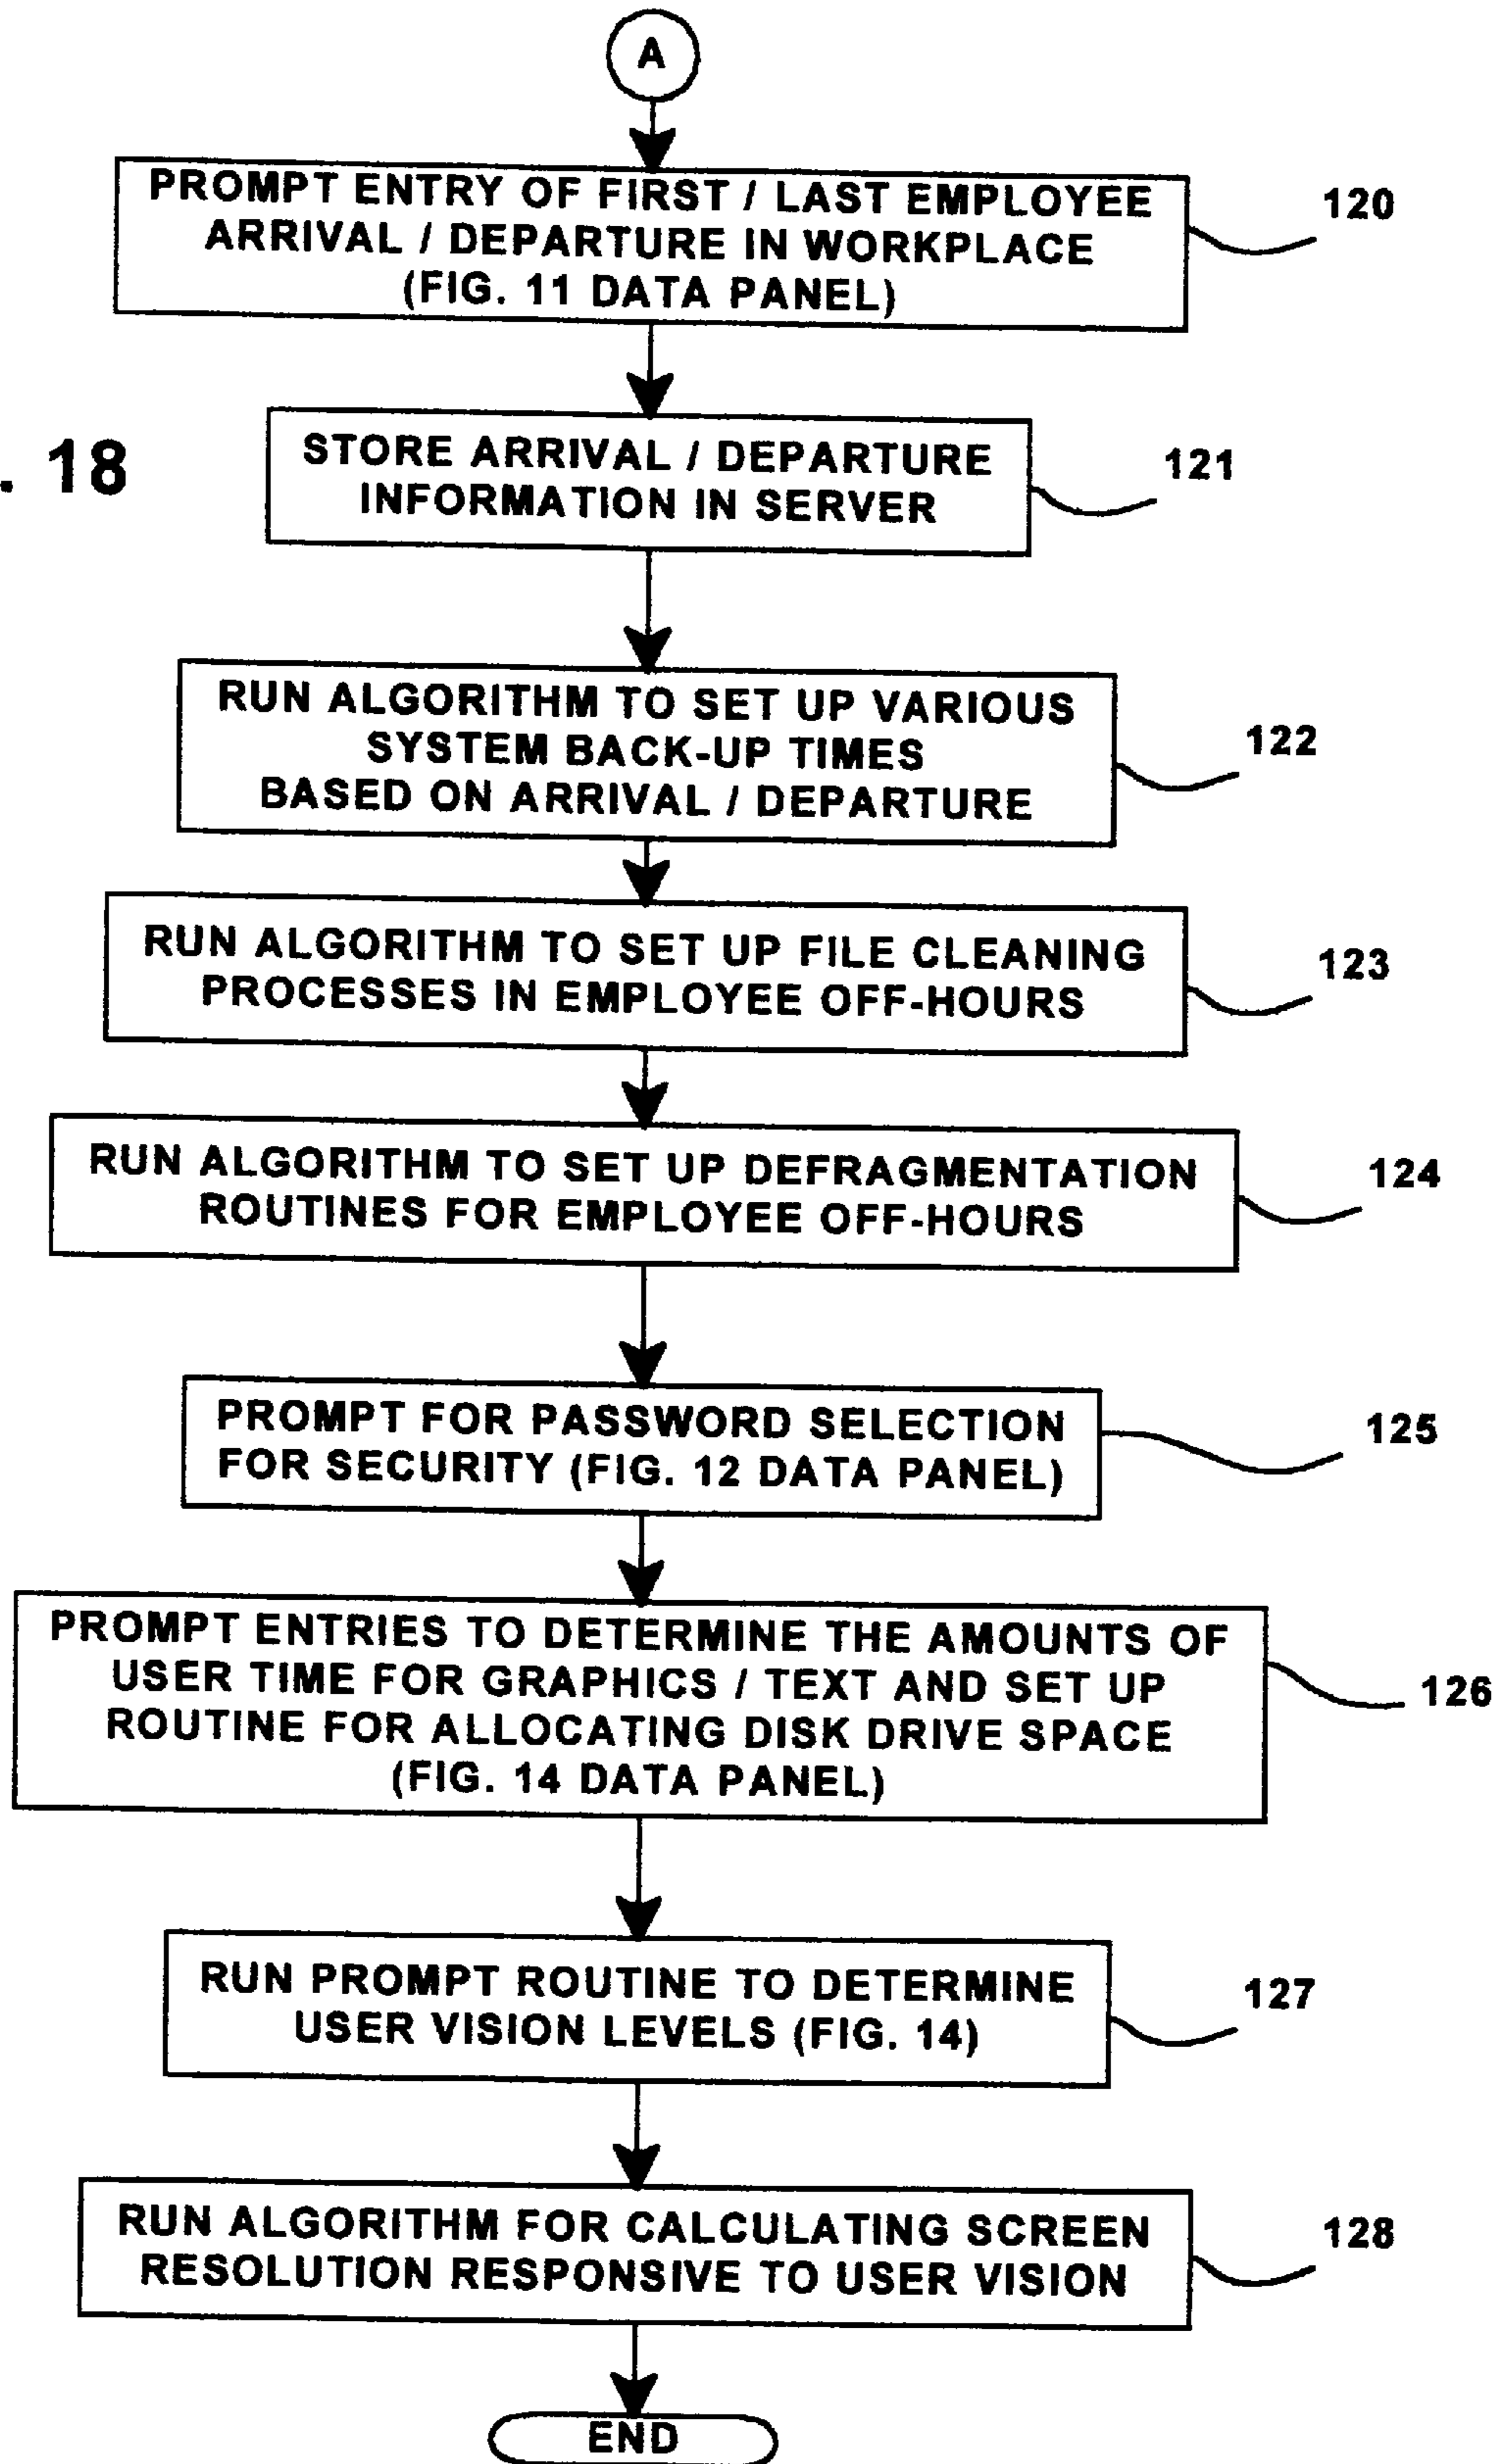 A
PROMPT ENTRY OF FIRST / LAST EMPLOYEE
ARRIVAL / DEPARTURE IN WORKPLACE
(FIG. 11 DATA PANEL)
120
. 18
STORE ARRIVAL / DEPARTURE
INFORMATION IN SERVER
121
RUN ALGORITHM TO SET UP VARIOUS
SYSTEM BACK-UP TIMES
BASED ON ARRIVAL / DEPARTURE
122
RUN ALGORITHM TO SET UP FILE CLEANING
PROCESSES IN EMPLOYEE OFF-HOURS
123
RUN ALGORITHM TO SET UP DEFRAGMENTATION
ROUTINES FOR EMPLOYEE OFF-HOURS
124
PROMPT FOR PASSWORD SELECTION
FOR SECURITY (FIG. 12 DATA PANEL)
125
PROMPT ENTRIES TO DETERMINE THE AMOUNTS OF
USER TIME FOR GRAPHICS / TEXT AND SET UP
ROUTINE FOR ALLOCATING DISK DRIVE SPACE
(FIG. 14 DATA PANEL)
126
RUN PROMPT ROUTINE TO DETERMINE
USER VISION LEVELS (FIG. 14)
127
RUN ALGORITHM FOR CALCULATING SCREEN
RESOLUTION RESPONSIVE TO USER VISION
128
END